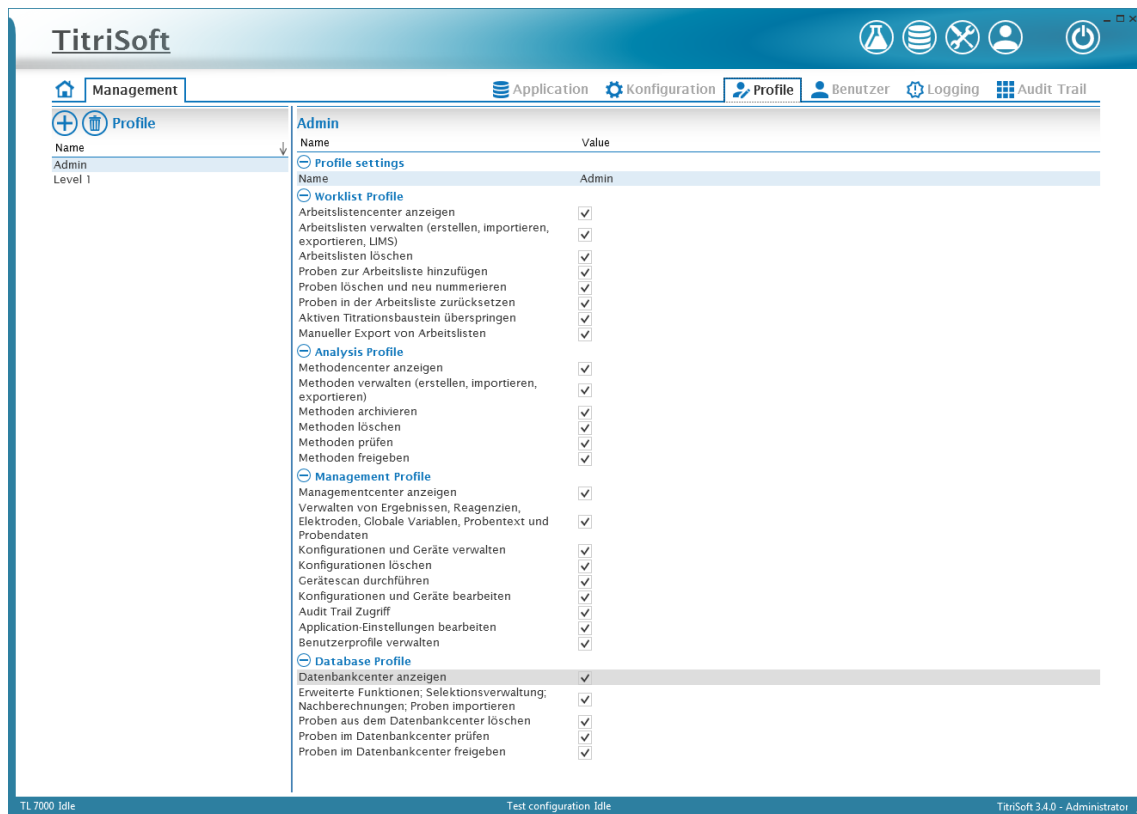 TitriSoft
Management
Application Konfiguration Profile Benutzer Logging Audit Trail
Profile
Name
Admin
Level 1
Admin
Name Value
Profile settings
Name Admin
Worklist Profile
Arbeitslistencenter anzeigen
Arbeitslisten verwalten (erstellen, importieren,
exportieren, LIMS)
Arbeitslisten löschen
Proben zur Arbeitsliste hinzufügen
Proben löschen und neu nummerieren
Proben in der Arbeitsliste zurücksetzen
Aktiven Titrationsbaustein überspringen
Manueller Export von Arbeitslisten
Analysis Profile
Methodencenter anzeigen
Methoden verwalten (erstellen, importieren,
exportieren)
Methoden archivieren
Methoden löschen
Methoden prüfen
Methoden freigeben
Management Profile
Managementcenter anzeigen
Verwalten von Ergebnissen, Reagenzien,
Elektroden, Globale Variablen, Probentext und
Probendaten
Konfigurationen und Geräte verwalten
Konfigurationen löschen
Gerätescan durchführen
Konfigurationen und Geräte bearbeiten
Audit Trail Zugriff
Application-Einstellungen bearbeiten
Benutzerprofile verwalten
Database Profile
Datenbankcenter anzeigen
Erweiterte Funktionen; Selektionsverwaltung;
Nachberechnungen; Proben importieren
Proben aus dem Datenbankcenter löschen
Proben im Datenbankcenter prüfen
Proben im Datenbankcenter freigeben
TL 7000 Idle Test configuration Idle TitriSoft 3.4.0 - Administrator